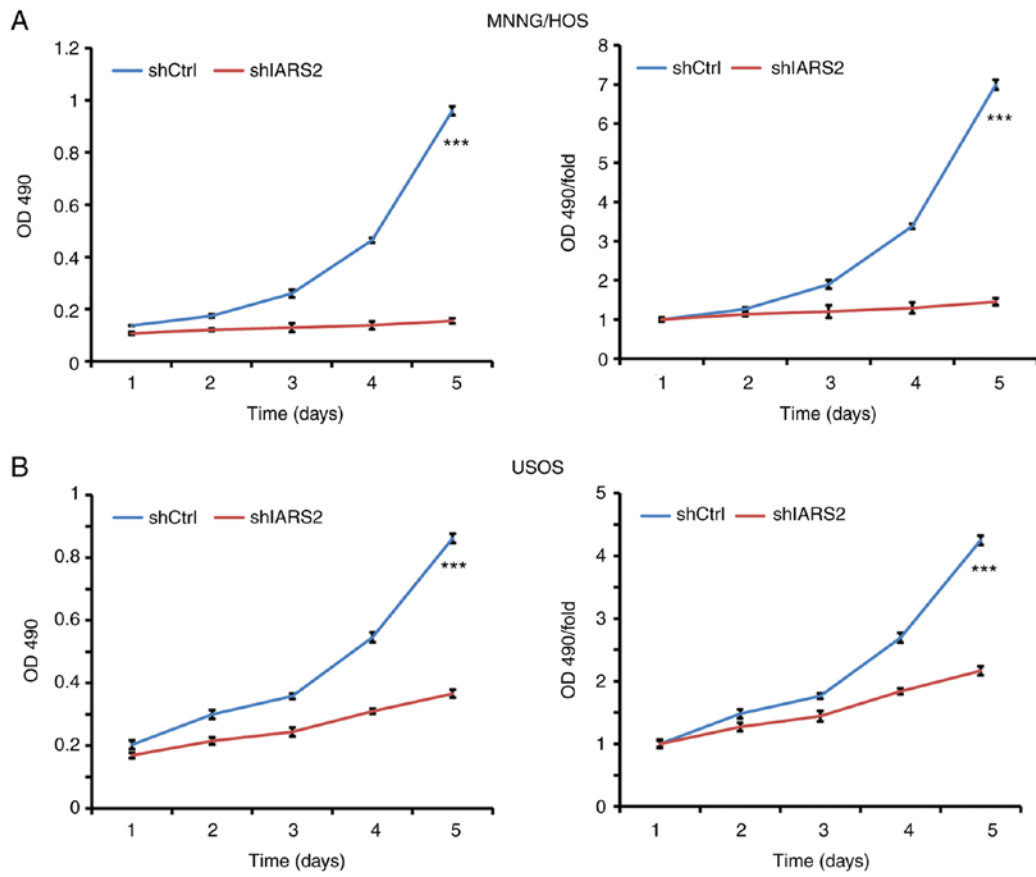 A
MNNG/HOS
shCtrl shIARS2
OD 490
1.2
1
0.8
0.6
0.4
0.2
0
***
1 2 3 4 5
Time (days)
OD 490/fold
8
7
6
5
4
3
2
1
0
shCtrl shIARS2
***
1 2 3 4 5
Time (days)
B
USOS
shCtrl shIARS2
OD 490
1
0.8
0.6
0.4
0.2
0
***
1 2 3 4 5
Time (days)
OD 490/fold
5
4
3
2
1
0
shCtrl shIARS2
***
1 2 3 4 5
Time (days)